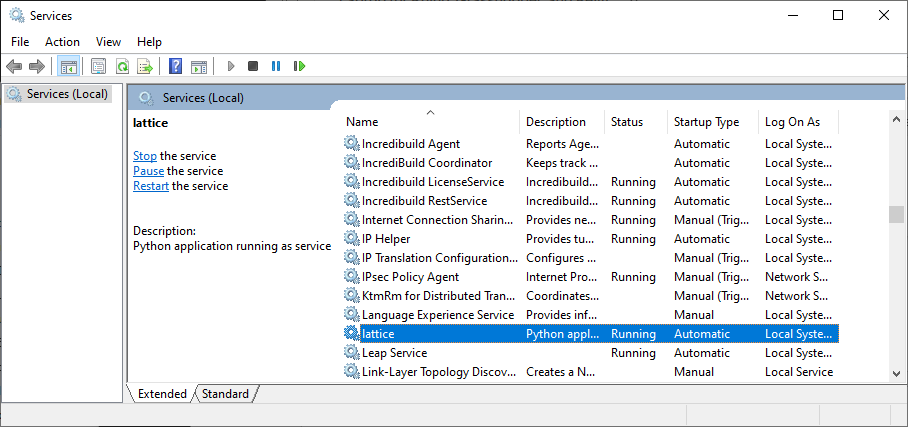 Services
File Action View Help
Services (Local)
Services (Local)
lattice
Stop the service
Pause the service
Restart the service
Description:
Python application running as service
Name Description Status Startup Type Log On As
Incredibuild Agent Reports Age... Automatic Local Syste...
IncrediBuild Coordinator Keeps track ... Automatic Local Syste...
Incredibuild LicenseService Incredibuild... Running Automatic Local Syste...
Incredibuild RestService Incredibuild... Running Automatic Local Syste...
Internet Connection Sharin... Provides ne... Running Manual (Trig... Local Syste...
IP Helper Provides tu... Running Automatic Local Syste...
IP Translation Configuration... Configures ... Manual (Trig... Local Syste...
IPsec Policy Agent Internet Pro... Running Manual (Trig... Network S...
KtmRm for Distributed Tran... Coordinates... Manual (Trig... Network S...
Language Experience Service Provides inf... Manual Local Syste...
lattice Python appl... Running Automatic Local Syste...
Leap Service Running Automatic Local Syste...
Link-Layer Topology Discov... Creates a N... Manual Local Service
Extended Standard